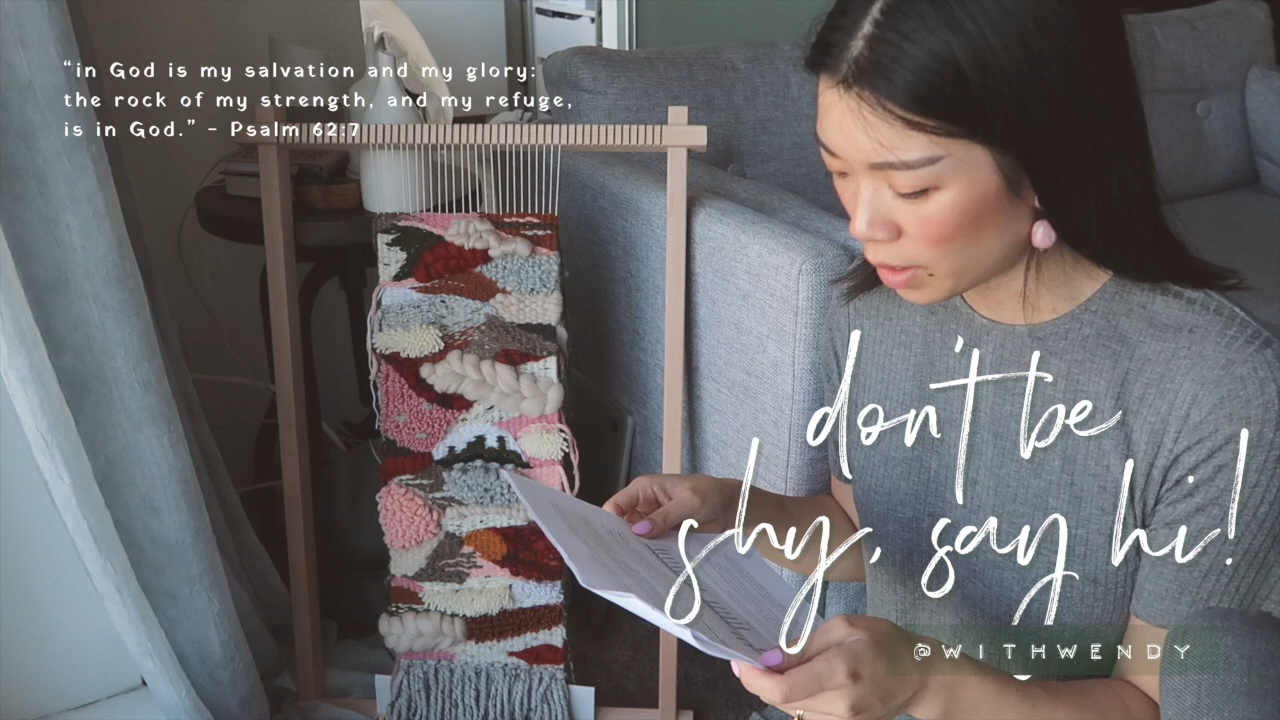 “in God is my salvation and my glory:
the rock of my strength, and my refuge,
is in God.” - Psalm 62:7
don't be
shy, say hi!
@WITHWENDY